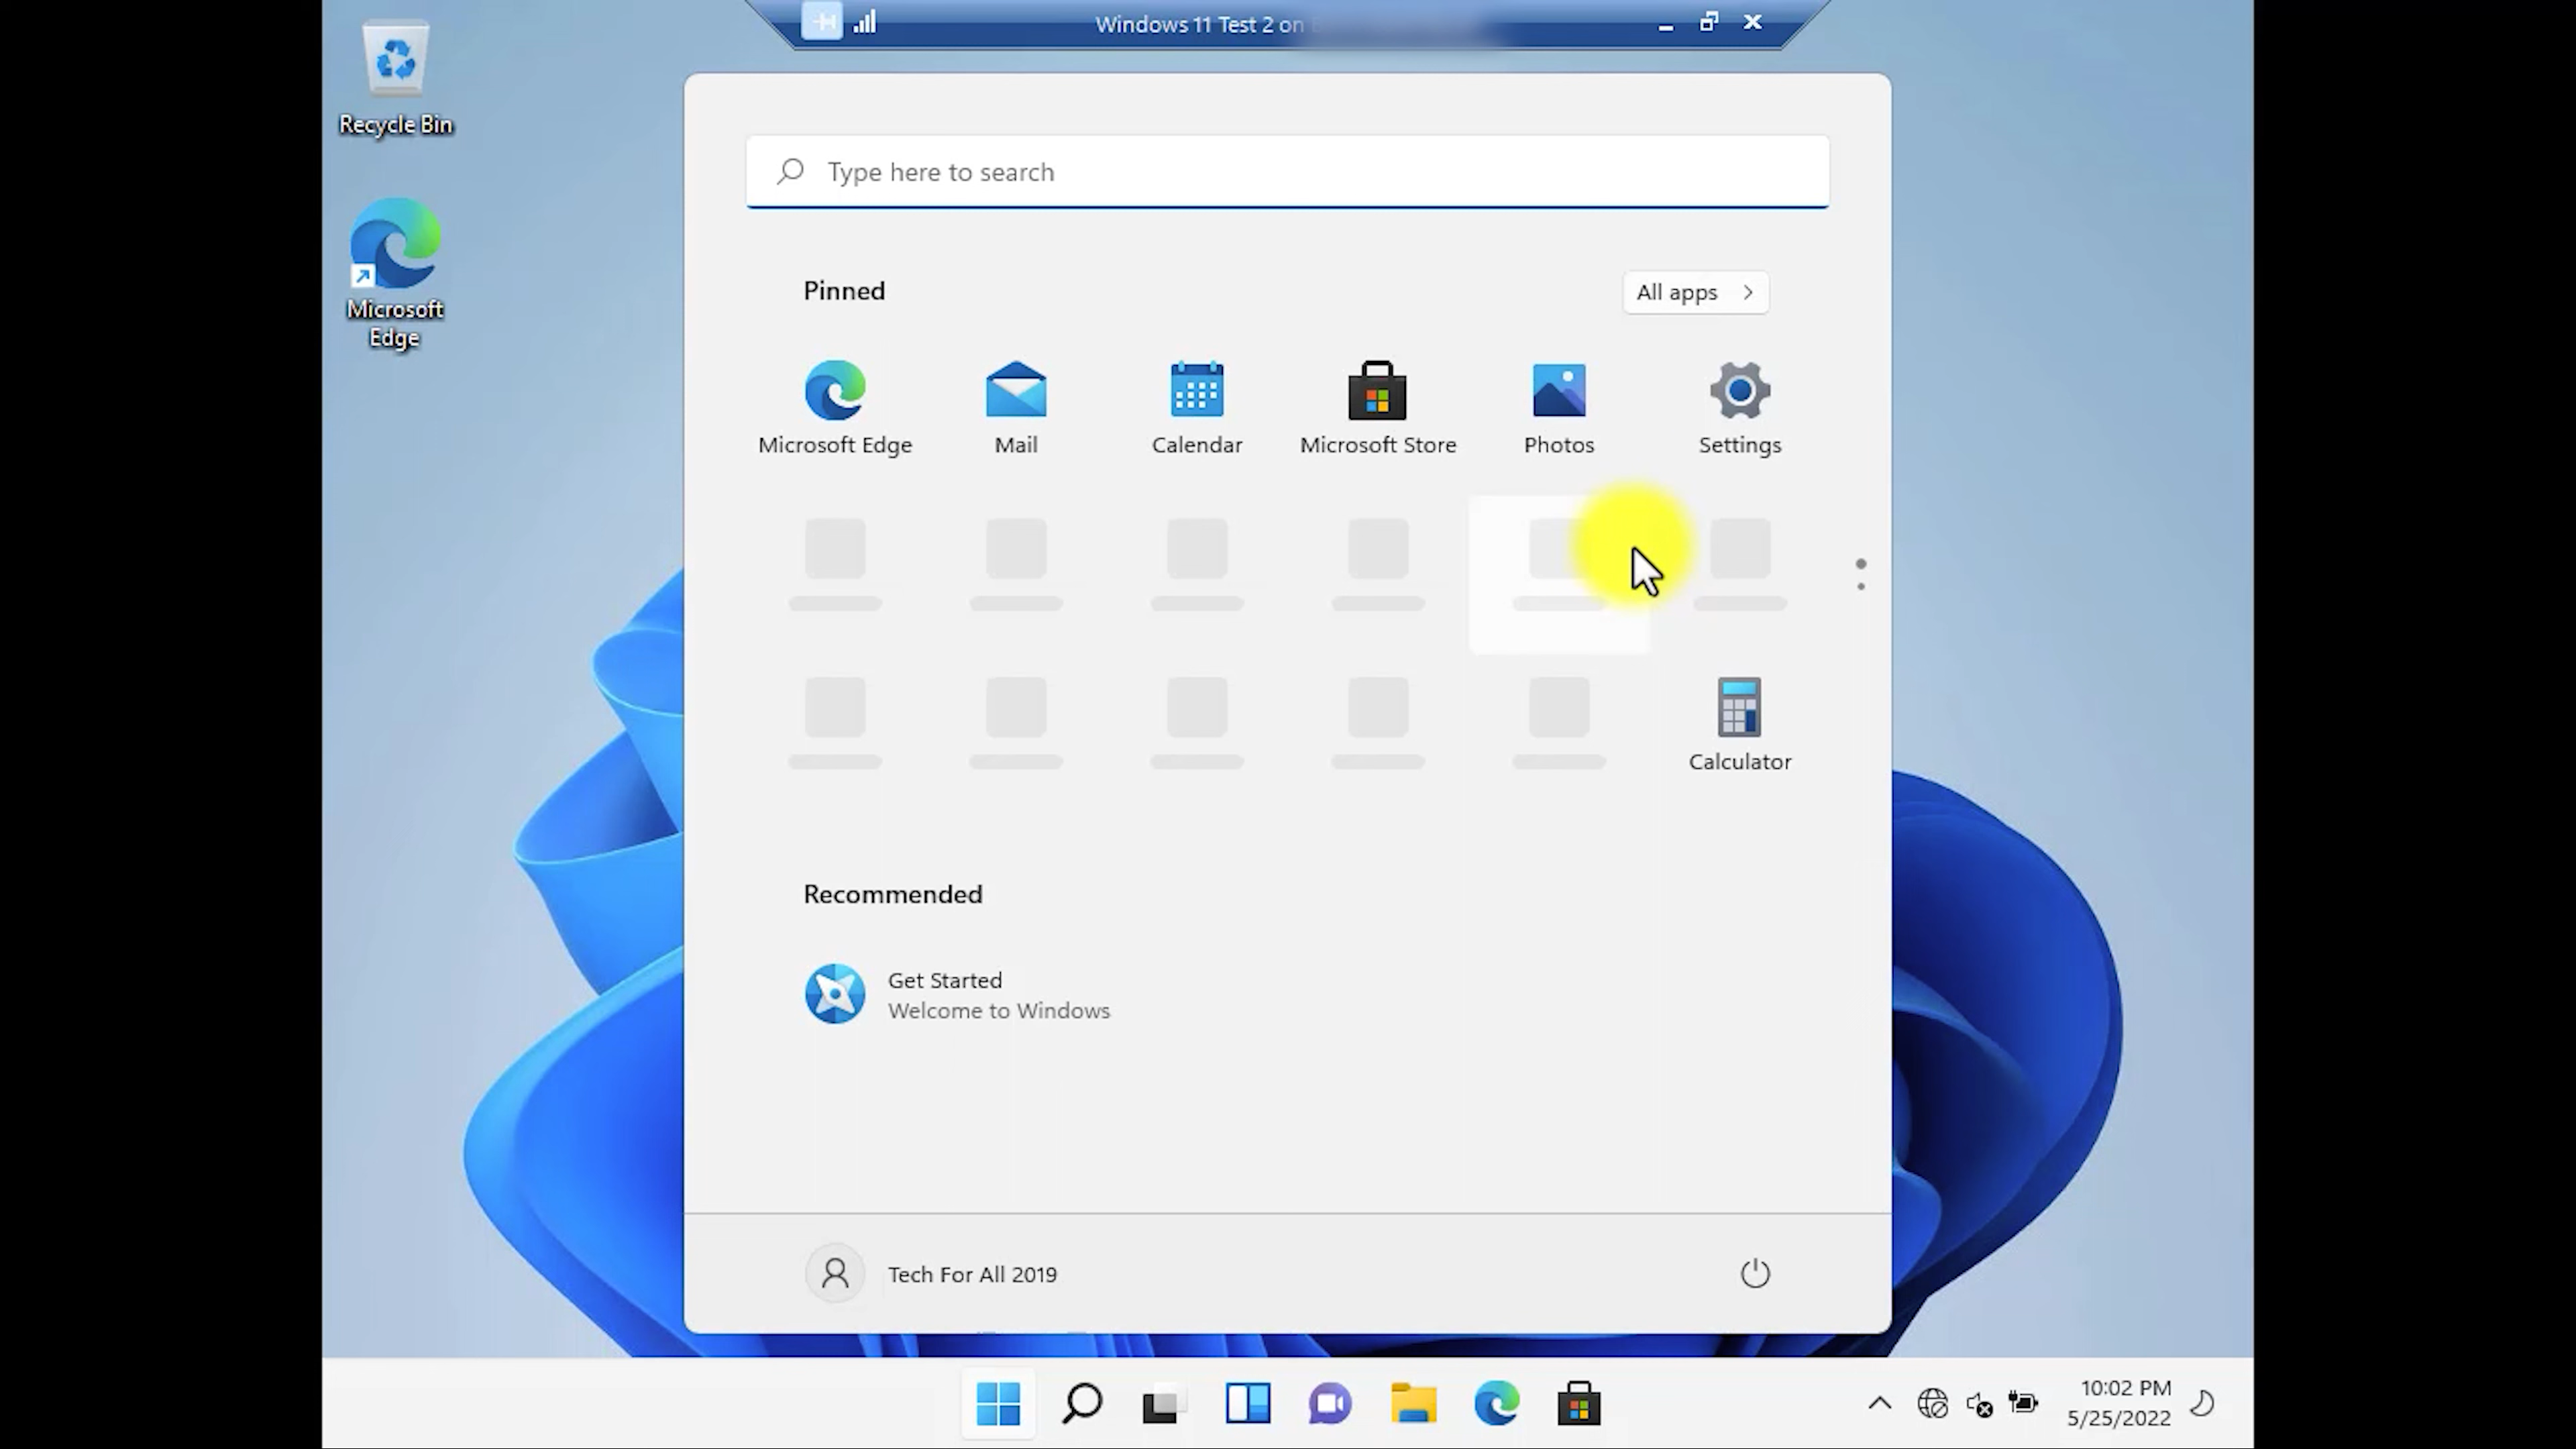 Windows 11 Test 2 on
Recycle Bin
Microsoft
Edge
Type here to search
Pinned
All apps
Microsoft Edge
Mail
Calendar
Microsoft Store
Photos
Settings
Calculator
Recommended
Get Started
Welcome to Windows
Tech For All 2019
10:02 PM
5/25/2022